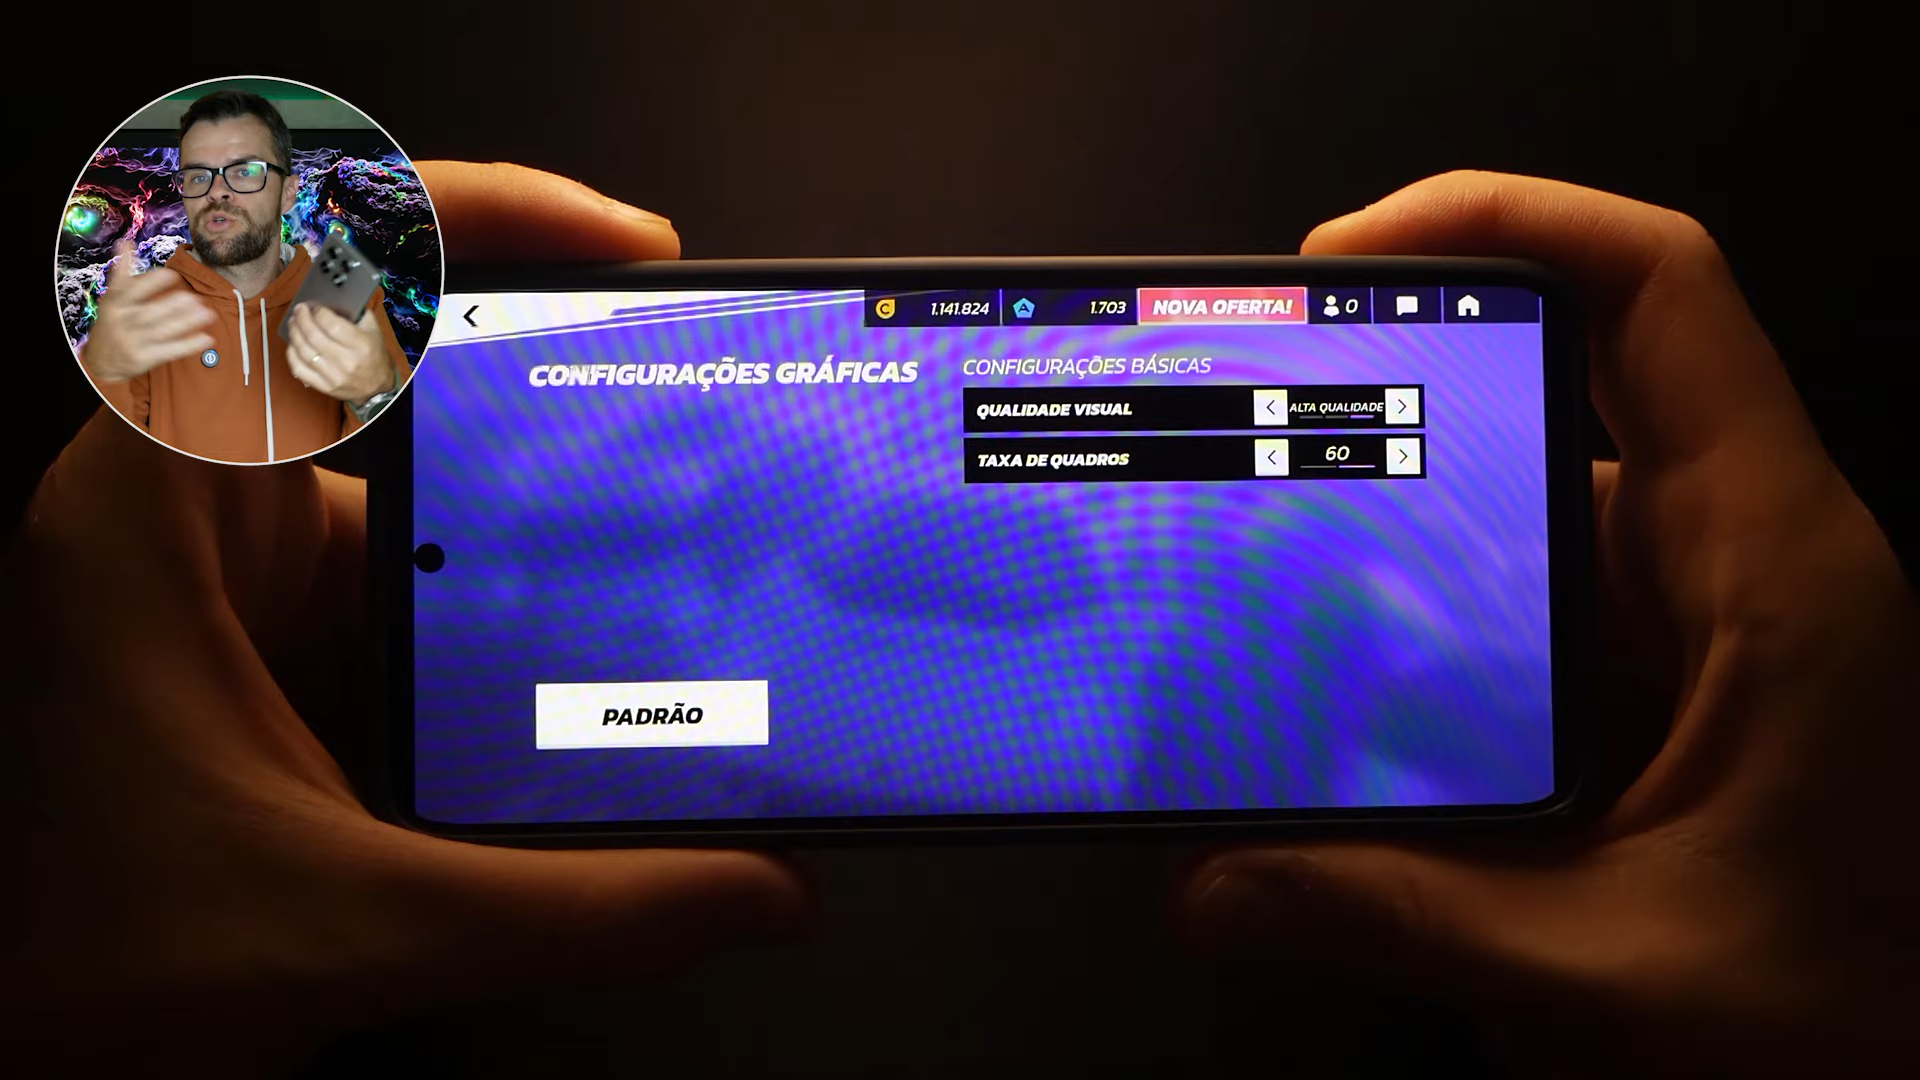 1.141.824
1.703
NOVA OFERTA!
0
CONFIGURAÇÕES GRÁFICAS
CONFIGURAÇÕES BÁSICAS
QUALIDADE VISUAL
ALTA QUALIDADE
TAXA DE QUADROS
60
PADRÃO